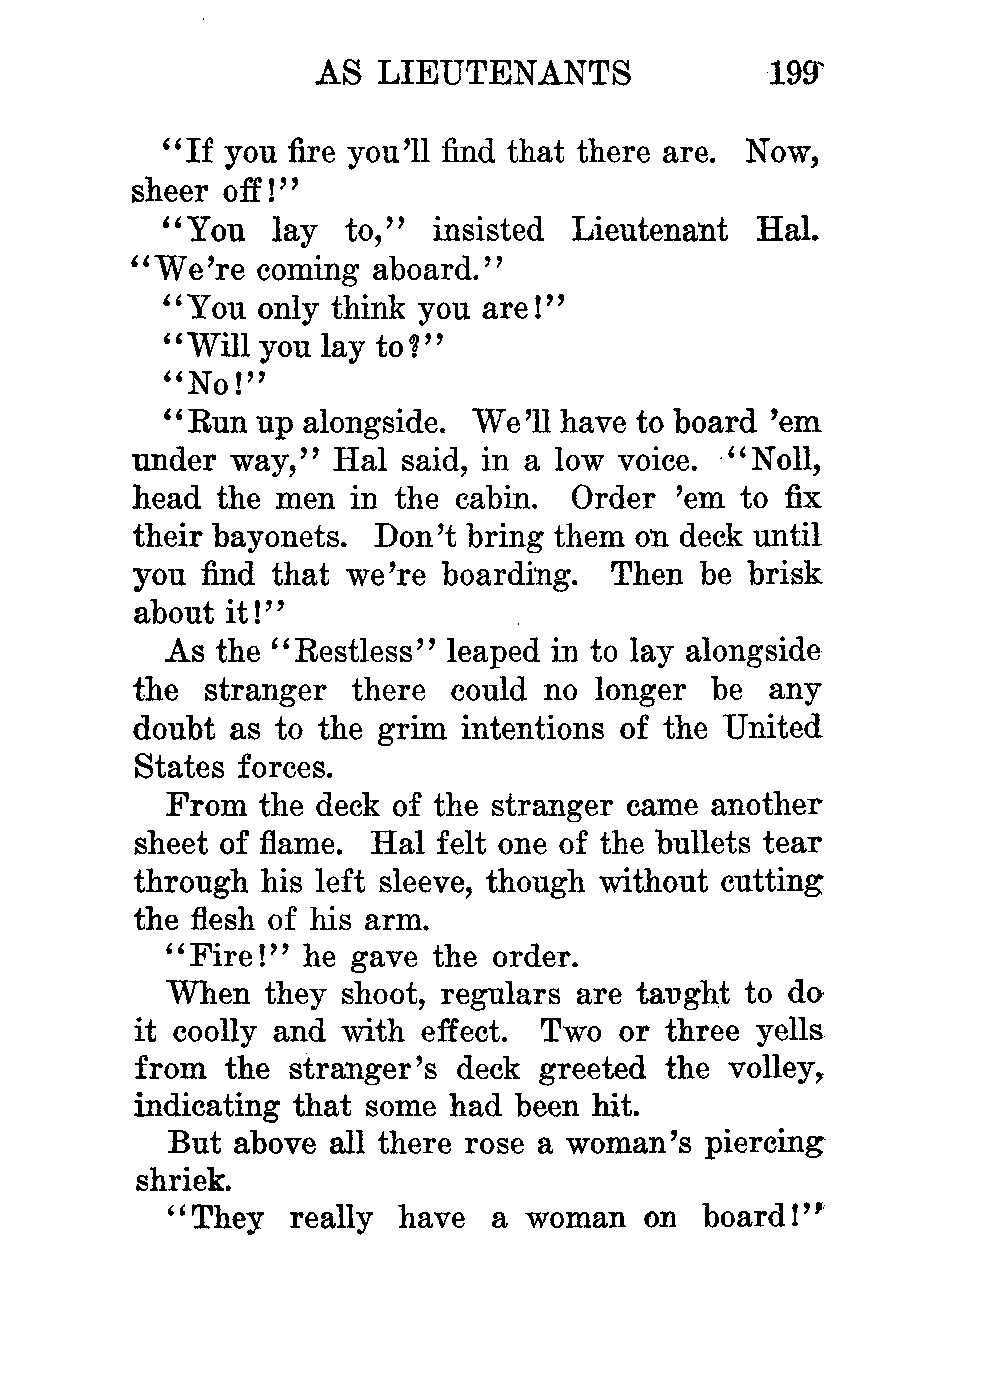 AS LIEUTENANTS 199
“If you fire you’ll find that there are. Now,
sheer off!”
“You lay to,” insisted Lieutenant Hal.
“We’re coming aboard.”
“You only think you are!”
“Will you lay to?”
“No!”
“Run up alongside. We’ll have to board ’em
under way,” Hal said, in a low voice. “Noll,
head the men in the cabin. Order ’em to fix
their bayonets. Don’t bring them on deck until
you find that we’re boarding. Then be brisk
about it!”
As the “Restless” leaped in to lay alongside
the stranger there could no longer be any
doubt as to the grim intentions of the United
States forces.
From the deck of the stranger came another
sheet of flame. Hal felt one of the bullets tear
through his left sleeve, though without cutting
the flesh of his arm.
“Fire!” he gave the order.
When they shoot, regulars are taught to do
it coolly and with effect. Two or three yells
from the stranger’s deck greeted the volley,
indicating that some had been hit.
But above all there rose a woman’s piercing
shriek.
“They really have a woman on board!”